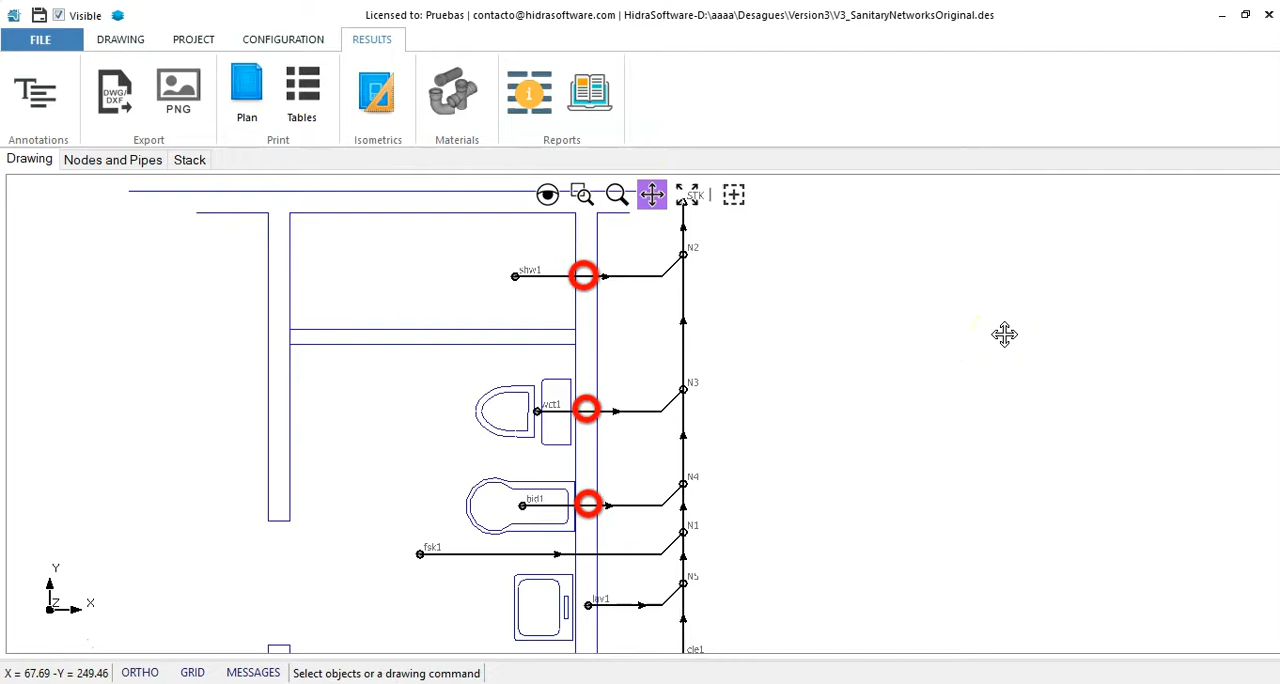 Visible
Licensed to: Pruebas | contacto@hidrasoftware.com | HidraSoftware-D:\aaaa\Desagues\Version3\V3_SanitaryNetworksOriginal.des
FILE DRAWING PROJECT CONFIGURATION RESULTS
DWG/
DXF
PNG
Plan Tables
Annotations Export Print Isometrics Materials Reports
Drawing Nodes and Pipes Stack
STK
N2
shw1
N3
wct1
N4
bid1
N1
fsk1
Y
N5
lav1
Z X
cle1
X = 67.69 -Y = 249.46 ORTHO GRID MESSAGES Select objects or a drawing command